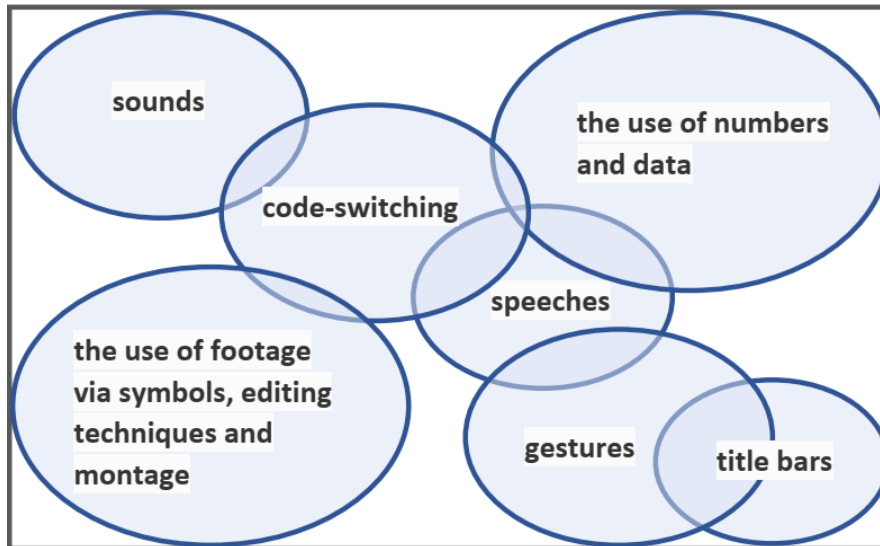 sounds
the use of numbers
and data
code-switching
speeches
the use of footage
via symbols, editing
techniques and
montage
gestures
title bars